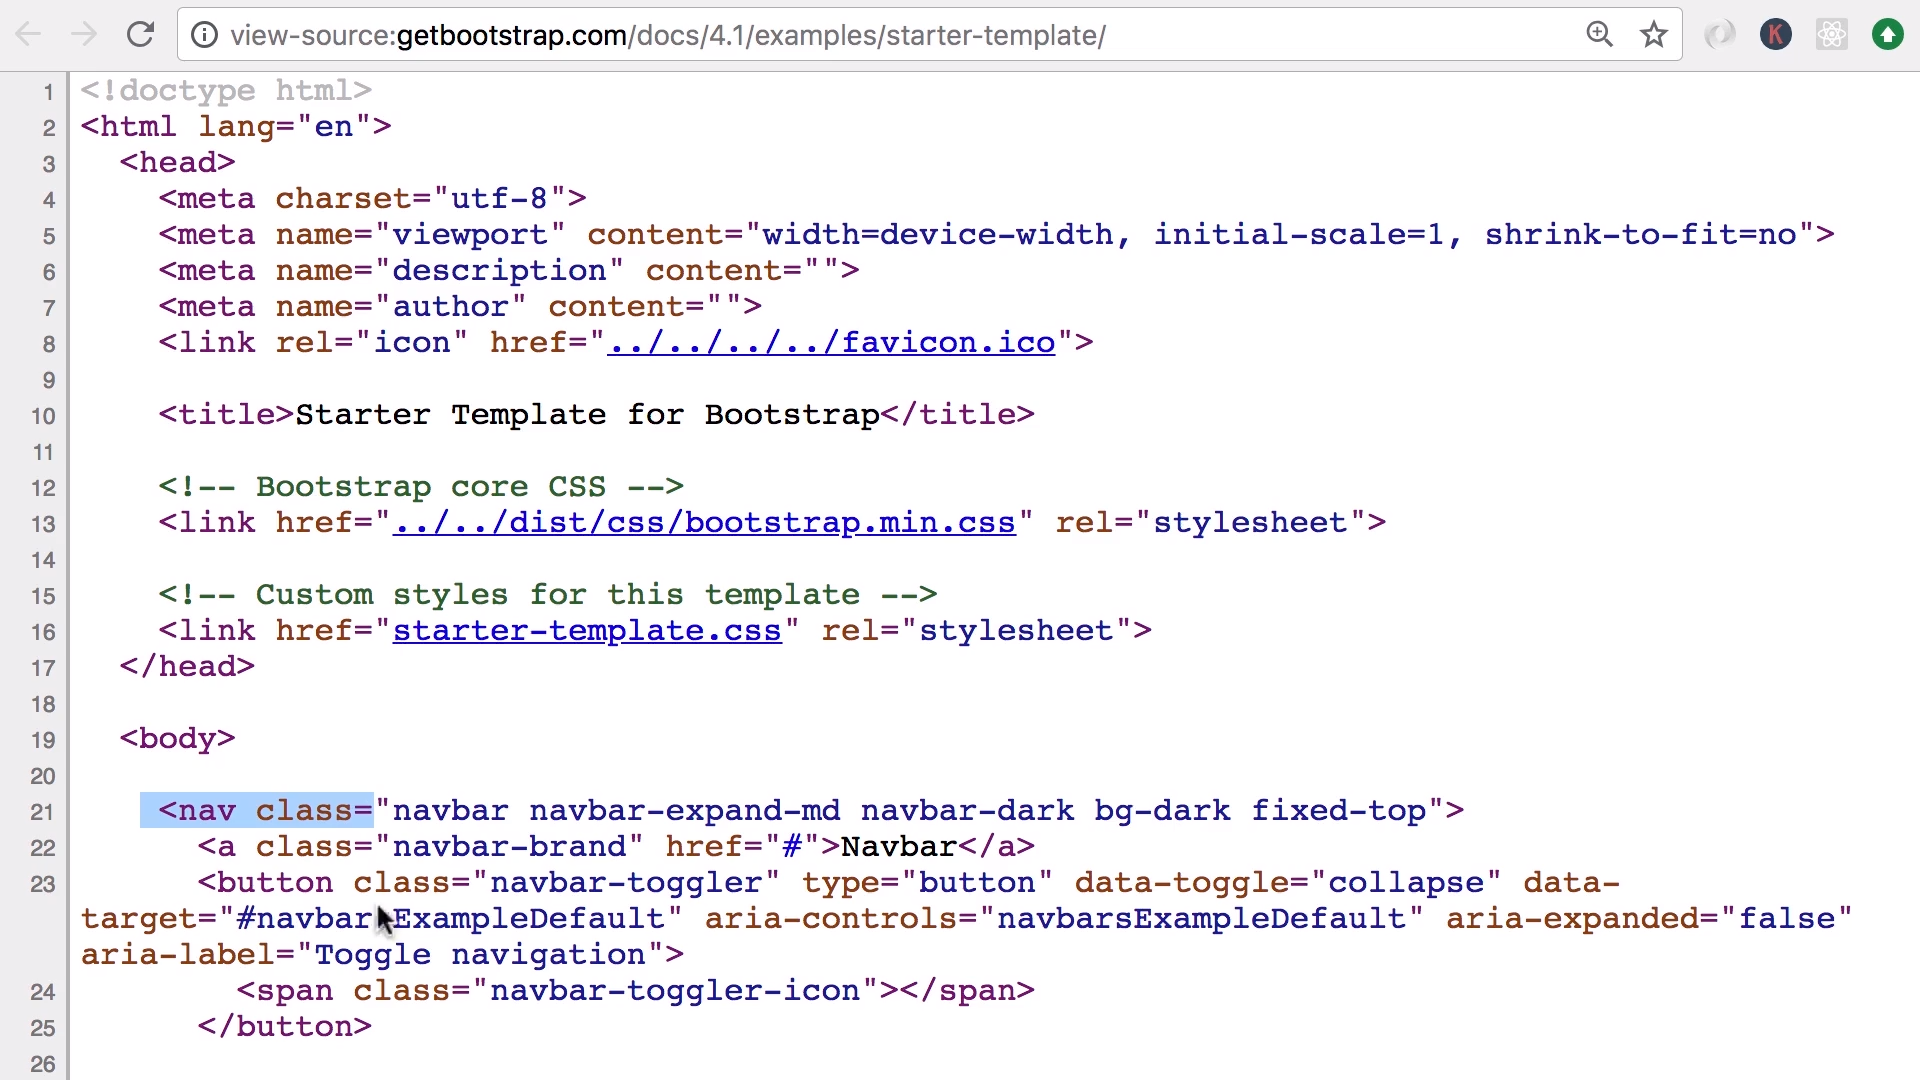 view-source:getbootstrap.com/docs/4.1/examples/starter-template/
K
1 <!doctype html>
2 <html lang="en">
3 <head>
4 <meta charset="utf-8">
5 <meta name="viewport" content="width=device-width, initial-scale=1, shrink-to-fit=no">
6 <meta name="description" content="">
7 <meta name="author" content="">
8 <link rel="icon" href="../../../../favicon.ico">
9
10 <title>Starter Template for Bootstrap</title>
11
12 <!-- Bootstrap core CSS -->
13 <link href="../../dist/css/bootstrap.min.css" rel="stylesheet">
14
15 <!-- Custom styles for this template -->
16 <link href="starter-template.css" rel="stylesheet">
17 </head>
18
19 <body>
20
21 <nav class="navbar navbar-expand-md navbar-dark bg-dark fixed-top">
22 <a class="navbar-brand" href="#">Navbar</a>
23 <button class="navbar-toggler" type="button" data-toggle="collapse" data-
target="#navbarsExampleDefault" aria-controls="navbarsExampleDefault" aria-expanded="false"
aria-label="Toggle navigation">
24 <span class="navbar-toggler-icon"></span>
25 </button>
26